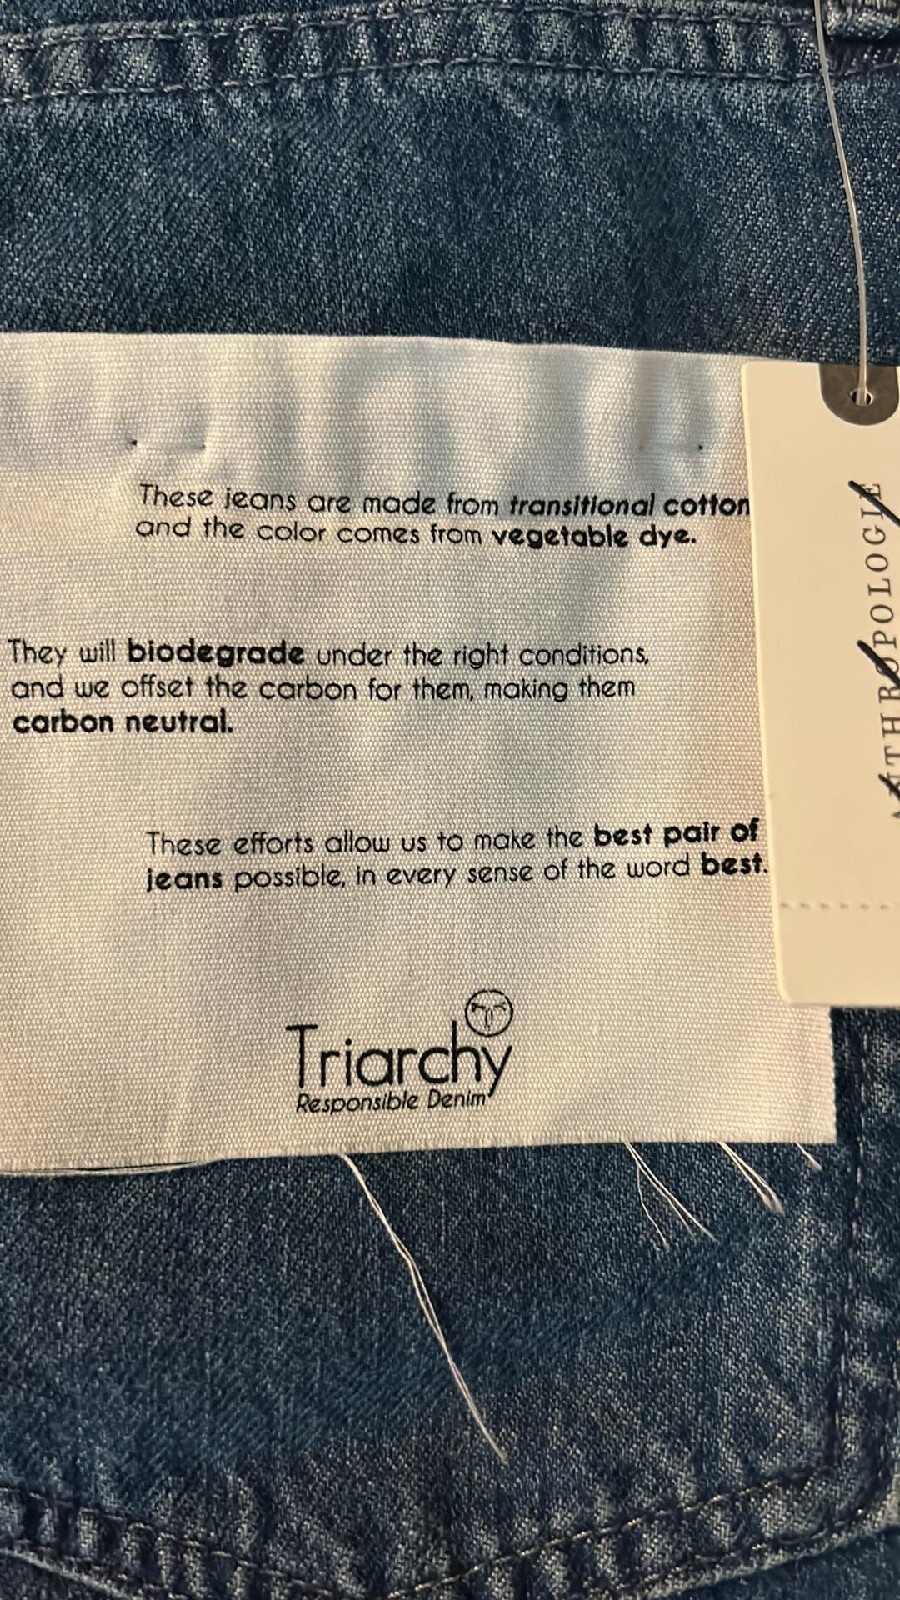 These jeans are made from transitional cotton
and the color comes from vegetable dye.
They will biodegrade under the right conditions,
and we offset the carbon for them, making them
carbon neutral.
These efforts allow us to make the best pair of
jeans possible, in every sense of the word best.
Triarchy
Responsible Denim
ANTHROPOLOGIE